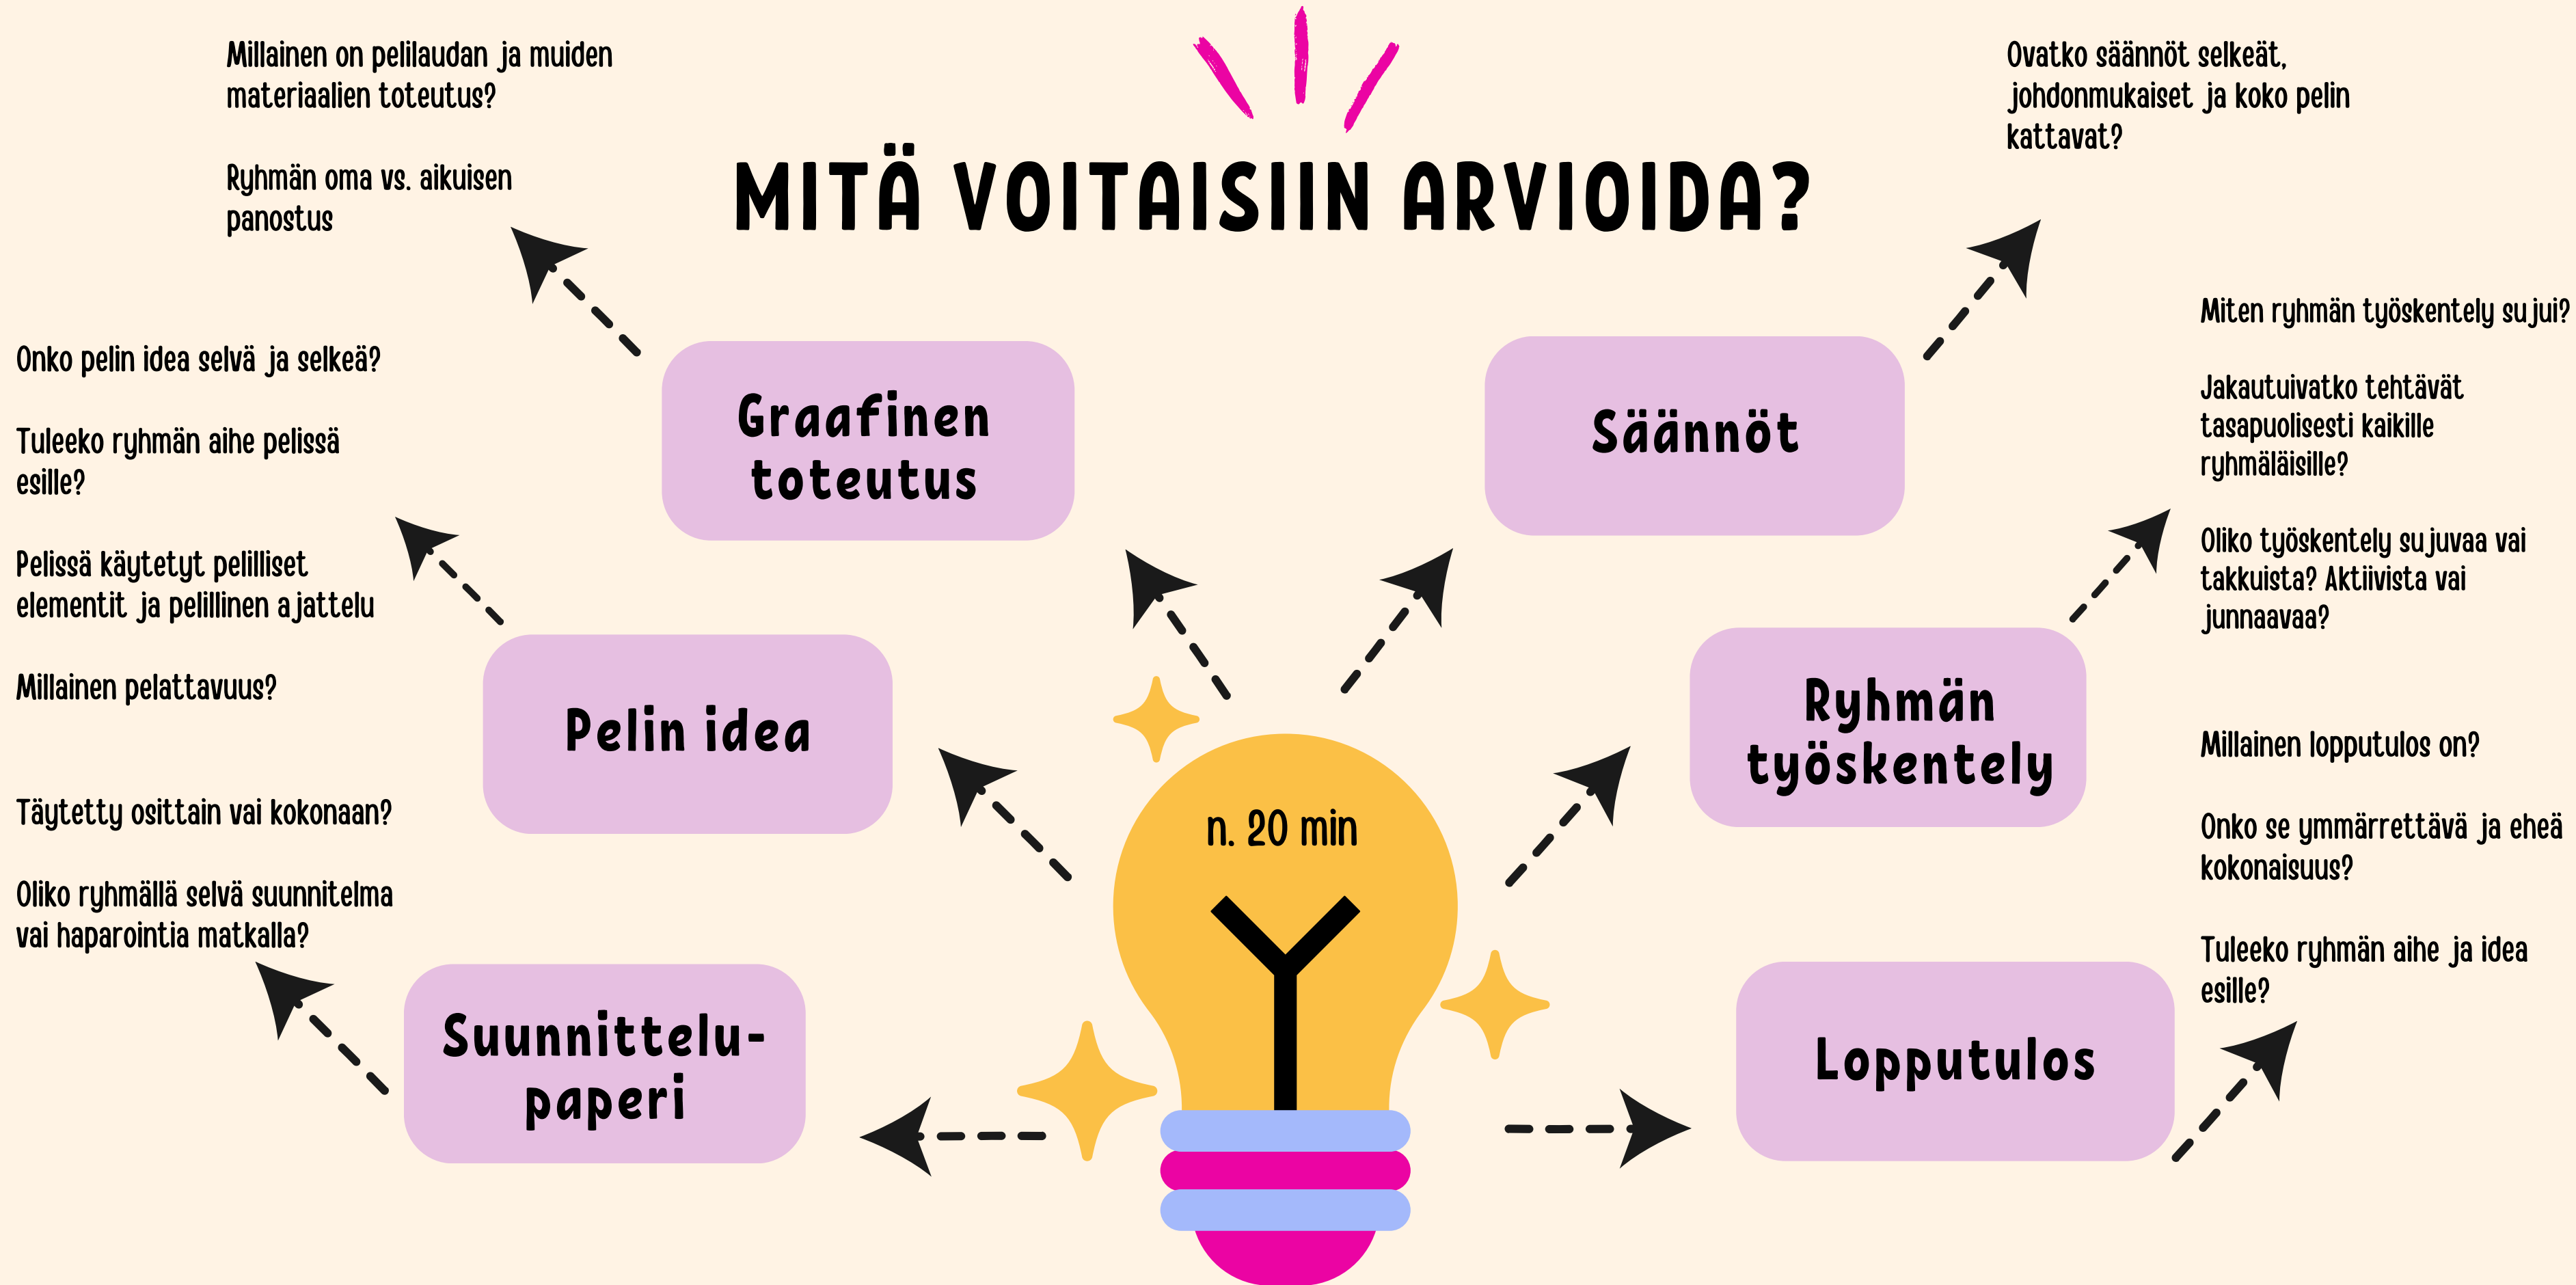 MITÄ VOITAISIIN ARVIOIDA?
Millainen on pelilaudan ja muiden
materiaalien toteutus?
Ryhmän oma vs. aikuisen
panostus
Graafinen
toteutus
Onko pelin idea selvä ja selkeä?
Tuleeko ryhmän aihe pelissä
esille?
Pelissä käytetyt pelilliset
elementit ja pelillinen ajattelu
Millainen pelattavuus?
Pelin idea
Täytetty osittain vai kokonaan?
Oliko ryhmällä selvä suunnitelma
vai haparointia matkalla?
Suunnittelu-
paperi
n. 20 min
Ovatko säännöt selkeät,
johdonmukaiset ja koko pelin
kattavat?
Säännöt
Miten ryhmän työskentely sujui?
Jakautuivatko tehtävät
tasapuolisesti kaikille
ryhmäläisille?
Oliko työskentely sujuvaa vai
takkuista? Aktiivista vai
junnaavaa?
Ryhmän
työskentely
Millainen lopputulos on?
Onko se ymmärrettävä ja eheä
kokonaisuus?
Tuleeko ryhmän aihe ja idea
esille?
Lopputulos